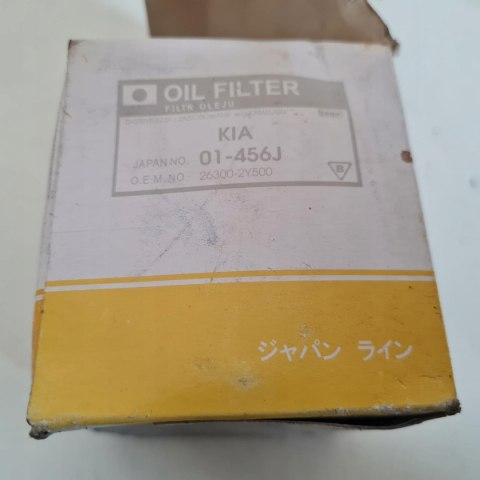 OIL FILTER
FILTR OLEJU
KIA
JAPAN NO. 01-456J
O.E.M. NO 26300-2Y500
B
ジャパン ライン